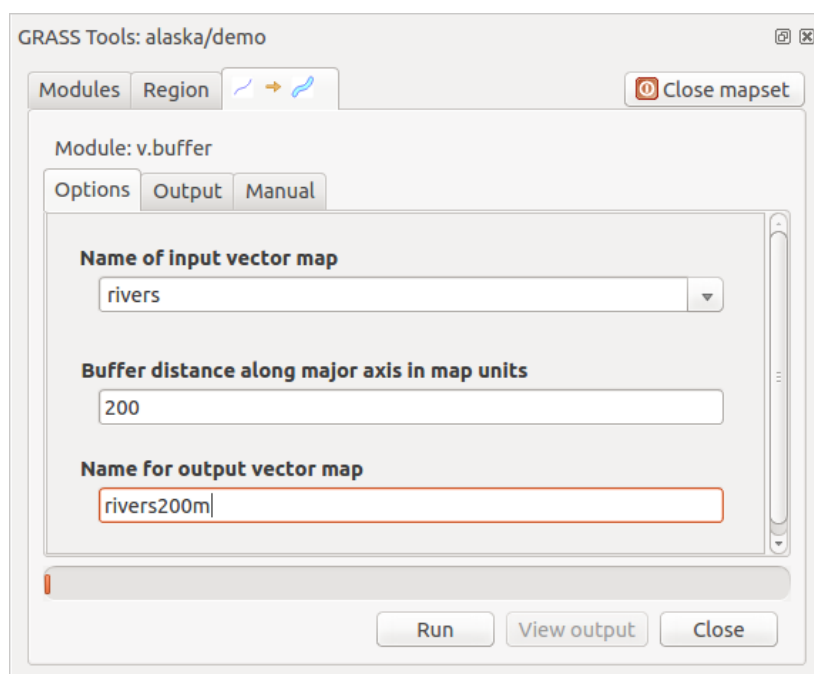 GRASS Tools: alaska/demo
Modules Region Close mapset
Module: v.buffer
Options Output Manual
Name of input vector map
rivers
Buffer distance along major axis in map units
200
Name for output vector map
rivers200m
Run View output Close